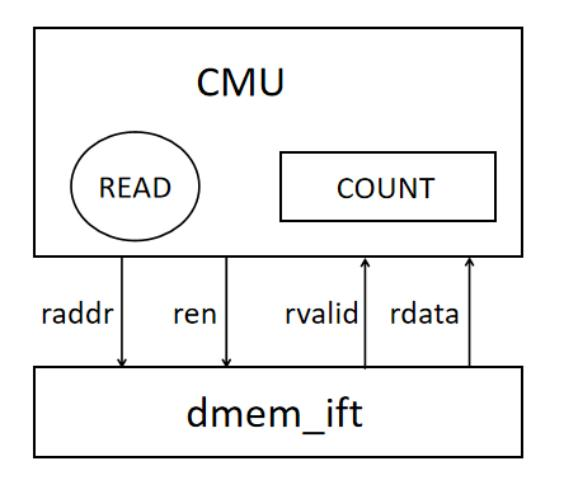 CMU
READ
COUNT
raddr
ren
rvalid
rdata
dmem_ift